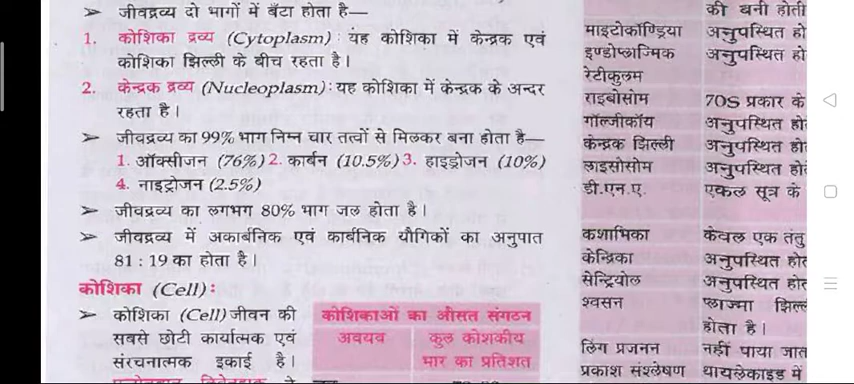 ➤ जीवद्रव्य दो भागों में बँटा होता है—
1. कोशिका द्रव्य (Cytoplasm) : यह कोशिका में केन्द्रक एवं
कोशिका झिल्ली के बीच रहता है।
2. केन्द्रक द्रव्य (Nucleoplasm) : यह कोशिका में केन्द्रक के अन्दर
रहता है।
➤ जीवद्रव्य का 99% भाग निम्न चार तत्वों से मिलकर बना होता है—
1. ऑक्सीजन (76%) 2. कार्बन (10.5%) 3. हाइड्रोजन (10%)
4. नाइट्रोजन (2.5%)
➤ जीवद्रव्य का लगभग 80% भाग जल होता है।
➤ जीवद्रव्य में अकार्बनिक एवं कार्बनिक यौगिकों का अनुपात
81 : 19 का होता है।
कोशिका (Cell) :
➤ कोशिका (Cell) जीवन की
सबसे छोटी कार्यात्मक एवं
संरचनात्मक इकाई है।
कोशिकाओं का औसत संगठन
अवयव कुल कोशकीय
भार का प्रतिशत
की बनी होती
माइटोकॉण्ड्रिया अनुपस्थित हो
इण्डोप्लाज्मिक अनुपस्थित हो
रेटीकुलम
राइबोसोम 70S प्रकार के
गॉल्जीकॉय अनुपस्थित हो
केन्द्रक झिल्ली अनुपस्थित हो
लाइसोसोम अनुपस्थित हो
डी.एन.ए. एकल सूत्र के
कशाभिका केवल एक तंतु
केन्द्रिका अनुपस्थित होत
सेन्ट्रियोल अनुपस्थित होत
श्वसन प्लाज्मा झिल्
होता है।
लिंग प्रजनन नहीं पाया जात
प्रकाश संश्लेषण थायलेकाइड में